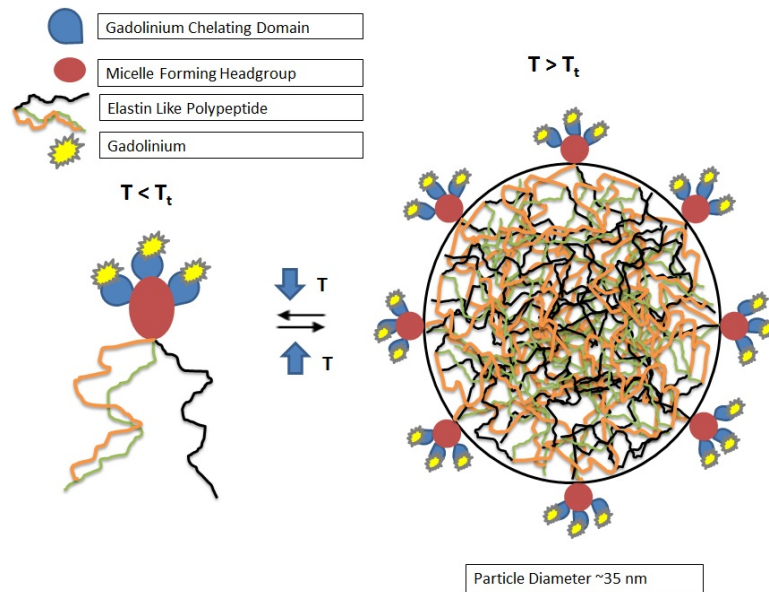 Gadolinium Chelating Domain
Micelle Forming Headgroup
Elastin Like Polypeptide
Gadolinium
T < Tt
T > Tt
T
T
Particle Diameter ~35 nm